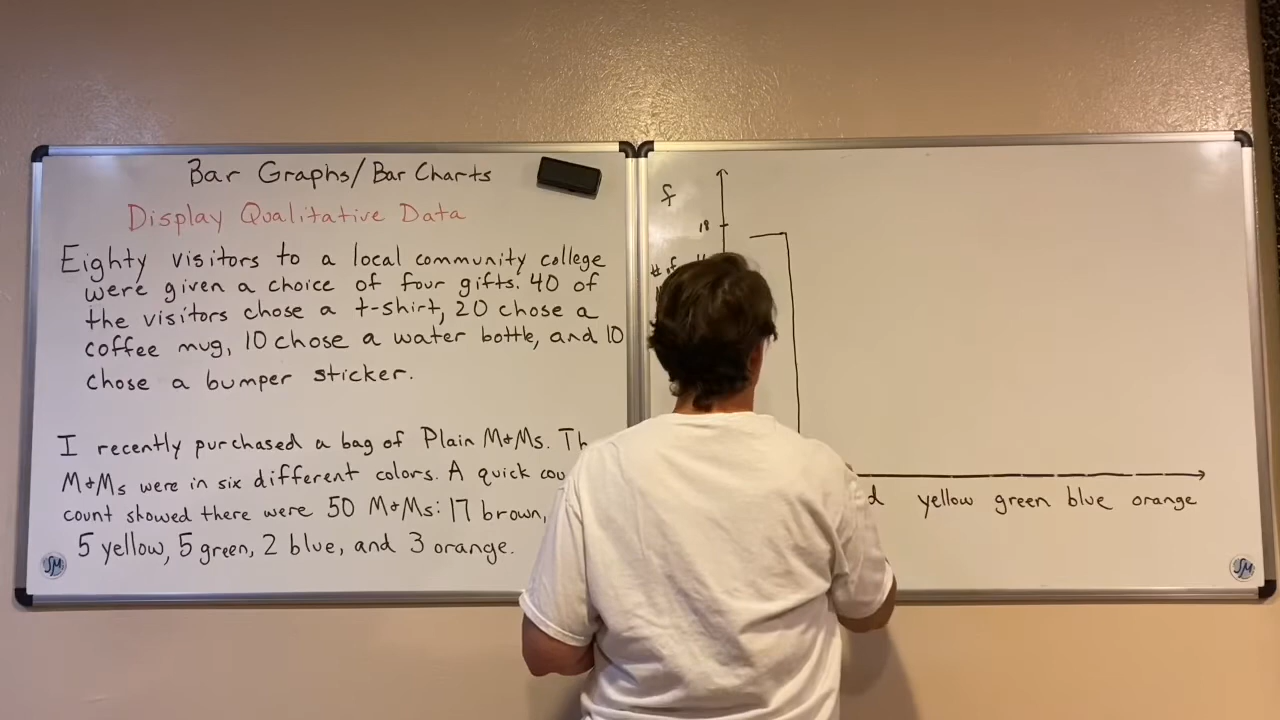 Bar Graphs/Bar Charts
Display Qualitative Data
Eighty visitors to a local community college
were given a choice of four gifts. 40 of
the visitors chose a t-shirt, 20 chose a
coffee mug, 10 chose a water bottle, and 10
chose a bumper sticker.
I recently purchased a bag of Plain M&Ms.
M&Ms were in six different colors. A quick
count showed there were 50 M&Ms: 17 brown,
5 yellow, 5 green, 2 blue, and 3 orange.
SM
f
18
# of
yellow green blue orange
SM